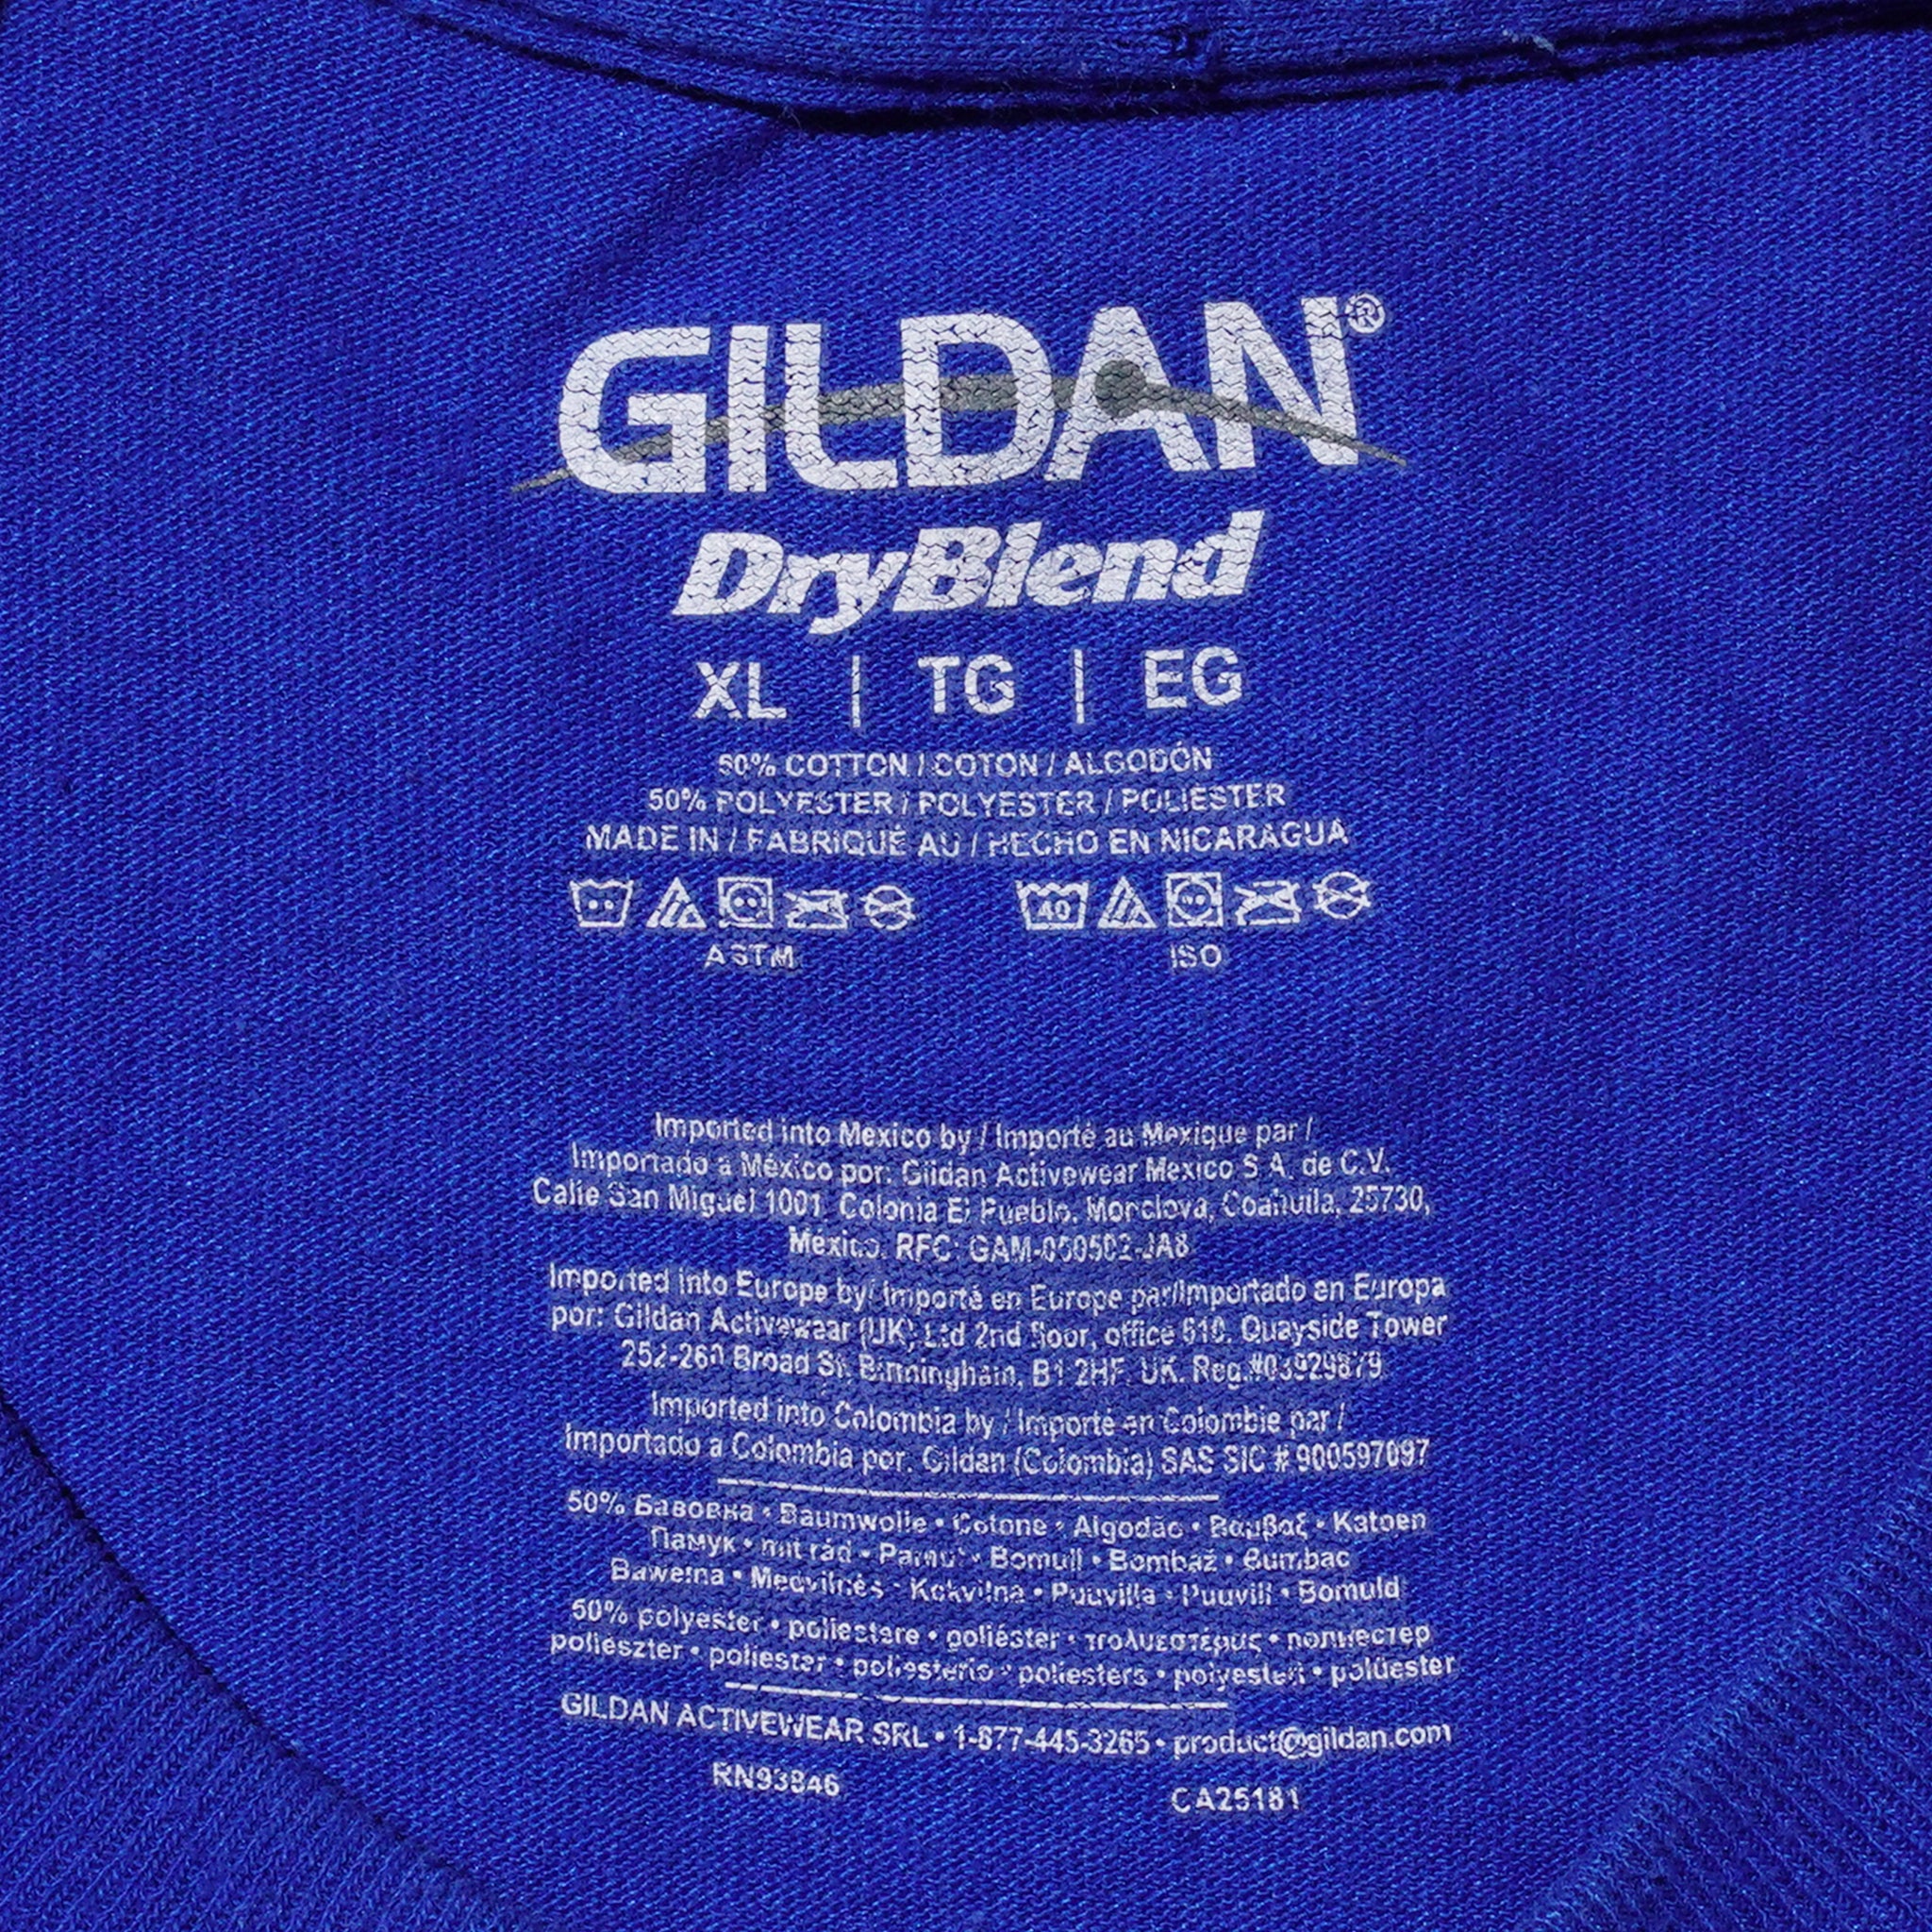 GILDAN®
DryBlend
XL | TG | EG
50% COTTON / COTON / ALGODÓN
50% POLYESTER / POLYESTER / POLIESTER
MADE IN / FABRIQUÉ AU / HECHO EN NICARAGUA
40
ASTM
ISO
Imported into Mexico by / Importé au Mexique par /
Importado a México por: Gildan Activewear Mexico S.A. de C.V.
Calle San Miguel 1001, Colonia El Pueblo, Monclova, Coahuila, 25730,
México. RFC: GAM-050502-JA8
Imported into Europe by/ Importé en Europe par/Importado en Europa
por: Gildan Activewear (UK) Ltd 2nd floor, office 610, Quayside Tower
252-260 Broad St. Birmingham, B1 2HF. UK. Reg.#03929879
Imported into Colombia by / Importé en Colombie par /
Importado a Colombia por: Gildan (Colombia) SAS SIC # 900597097
50% Бавовна • Baumwolle • Cotone • Algodão • Βαμβαξ • Katoen
Памук • Pamut • Bomull • Bombaž • Bumbac
Bawełna • Medvilnės • Kokvilna • Puuvilla • Puuvill • Bomuld
50% polyester • poliestere • poliéster • πολυεστέρας • полиестер
poliészter • poliester • poliesterio • poliesters • polyesteri • polüester
GILDAN ACTIVEWEAR SRL • 1-877-445-3265 • product@gildan.com
RN93846
CA25181